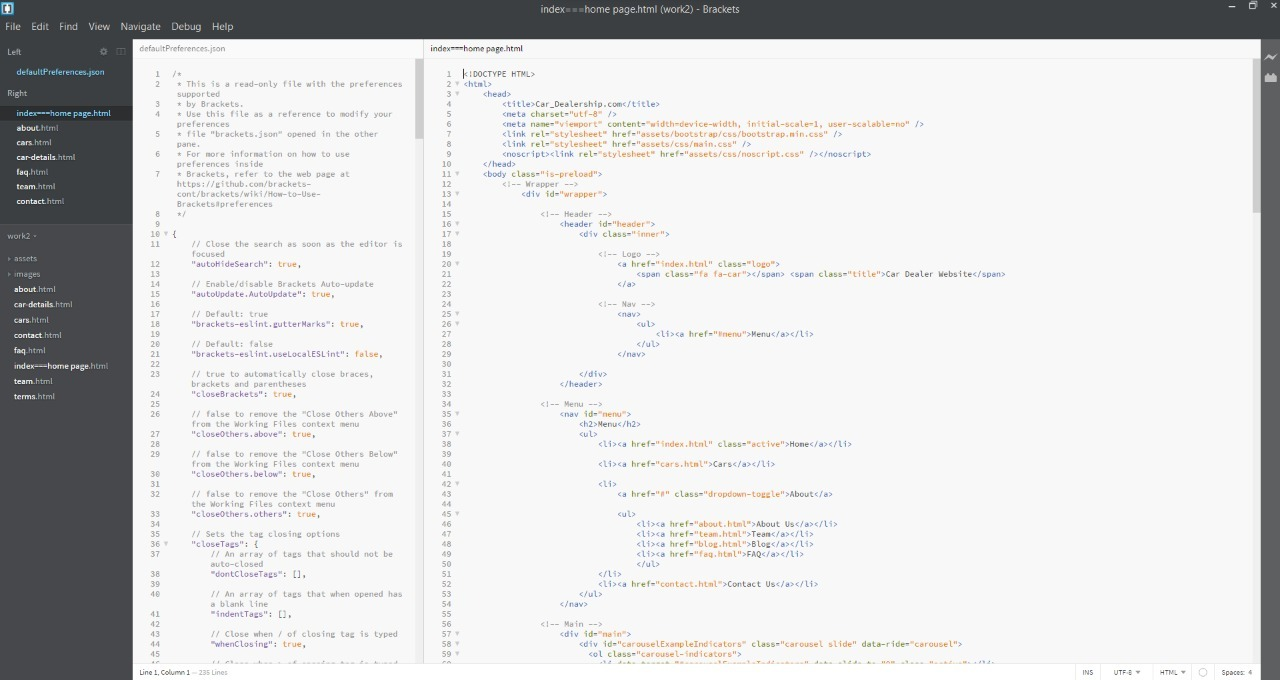 index===home page.html (work2) - Brackets
File Edit Find View Navigate Debug Help
Left
defaultPreferences.json
Right
index===home page.html
about.html
cars.html
car-details.html
faq.html
team.html
contact.html
work2
assets
images
about.html
car-details.html
cars.html
contact.html
faq.html
index===home page.html
team.html
terms.html
defaultPreferences.json
1 /*
2 * This is a read-only file with the preferences
supported
3 * by Brackets.
4 * Use this file as a reference to modify your
preferences
5 * file "brackets.json" opened in the other
pane.
6 * For more information on how to use
preferences inside
7 * Brackets, refer to the web page at
https://github.com/brackets-
cont/brackets/wiki/How-to-Use-
Brackets#preferences
8 */
9
10 {
11 // Close the search as soon as the editor is
focused
12 "autoHideSearch": true,
13
14 // Enable/disable Brackets Auto-update
15 "autoUpdate.AutoUpdate": true,
16
17 // Default: true
18 "brackets-eslint.gutterMarks": true,
19
20 // Default: false
21 "brackets-eslint.useLocalESLint": false,
22
23 // true to automatically close braces,
brackets and parentheses
24 "closeBrackets": true,
25
26 // false to remove the "Close Others Above"
from the Working Files context menu
27 "closeOthers.above": true,
28
29 // false to remove the "Close Others Below"
from the Working Files context menu
30 "closeOthers.below": true,
31
32 // false to remove the "Close Others" from
the Working Files context menu
33 "closeOthers.others": true,
34
35 // Sets the tag closing options
36 "closeTags": {
37 // An array of tags that should not be
auto-closed
38 "dontCloseTags": [],
39
40 // An array of tags that when opened has
a blank line
41 "indentTags": [],
42
43 // Close when / of closing tag is typed
44 "whenClosing": true,
45
index===home page.html
1 <!DOCTYPE HTML>
2 <html>
3 <head>
4 <title>Car_Dealership.com</title>
5 <meta charset="utf-8" />
6 <meta name="viewport" content="width=device-width, initial-scale=1, user-scalable=no" />
7 <link rel="stylesheet" href="assets/bootstrap/css/bootstrap.min.css" />
8 <link rel="stylesheet" href="assets/css/main.css" />
9 <noscript><link rel="stylesheet" href="assets/css/noscript.css" /></noscript>
10 </head>
11 <body class="is-preload">
12 <!-- Wrapper -->
13 <div id="wrapper">
14
15 <!-- Header -->
16 <header id="header">
17 <div class="inner">
18
19 <!-- Logo -->
20 <a href="index.html" class="logo">
21 <span class="fa fa-car"></span> <span class="title">Car Dealer Website</span>
22 </a>
23
24 <!-- Nav -->
25 <nav>
26 <ul>
27 <li><a href="#menu">Menu</a></li>
28 </ul>
29 </nav>
30
31 </div>
32 </header>
33
34 <!-- Menu -->
35 <nav id="menu">
36 <h2>Menu</h2>
37 <ul>
38 <li><a href="index.html" class="active">Home</a></li>
39
40 <li><a href="cars.html">Cars</a></li>
41
42 <li>
43 <a href="#" class="dropdown-toggle">About</a>
44
45 <ul>
46 <li><a href="about.html">About Us</a></li>
47 <li><a href="team.html">Team</a></li>
48 <li><a href="blog.html">Blog</a></li>
49 <li><a href="faq.html">FAQ</a></li>
50 </ul>
51 </li>
52 <li><a href="contact.html">Contact Us</a></li>
53 </ul>
54 </nav>
55
56 <!-- Main -->
57 <div id="main">
58 <div id="carouselExampleIndicators" class="carousel slide" data-ride="carousel">
59 <ol class="carousel-indicators">
Line 1, Column 1 — 235 Lines
INS UTF-8 HTML Spaces: 4